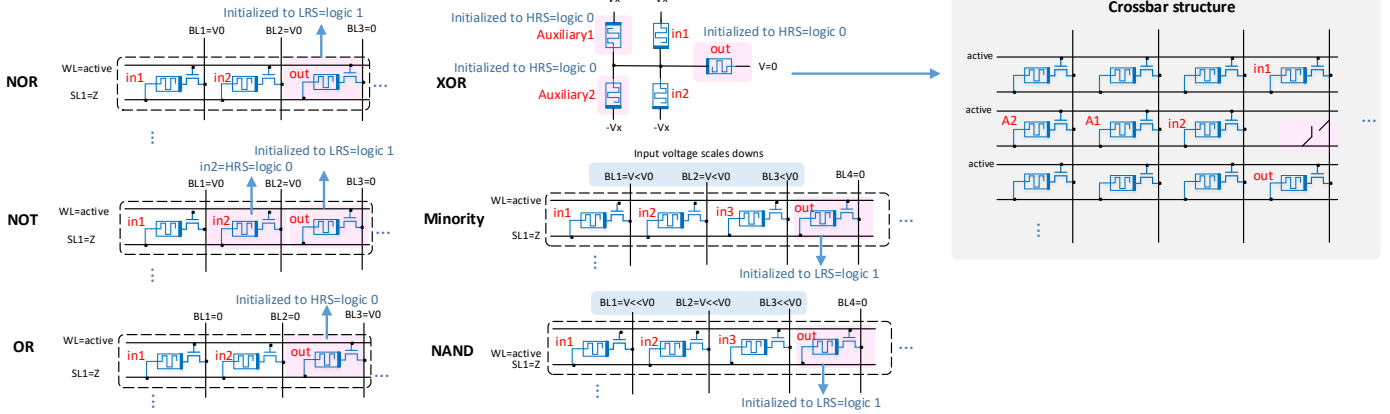 NOR
Initialized to LRS=logic 1
BL1=V0
BL2=V0
BL3=0
WL=active
in1
in2
out
SL1=Z
...
...
NOT
Initialized to LRS=logic 1
in2=HRS=logic 0
BL1=V0
BL2=V0
BL3=0
WL=active
in1
in2
out
SL1=Z
...
...
OR
Initialized to HRS=logic 0
BL1=0
BL2=0
BL3=V0
WL=active
in1
in2
out
SL1=Z
...
...
XOR
-Vx
-Vx
Initialized to HRS=logic 0
Auxiliary1
in1
Initialized to HRS=logic 0
out
V=0
Initialized to HRS=logic 0
Auxiliary2
in2
-Vx
-Vx
Minority
Input voltage scales downs
BL1=V<V0
BL2=V<V0
BL3<V0
BL4=0
WL=active
in1
in2
in3
out
SL1=Z
...
...
Initialized to LRS=logic 1
NAND
BL1=V<<V0
BL2=V<<V0
BL3<<V0
BL4=0
WL=active
SL1=Z
in1
in2
in3
out
...
...
Initialized to LRS=logic 1
Crossbar structure
active
in1
active
A2
A1
in2
...
active
out
...